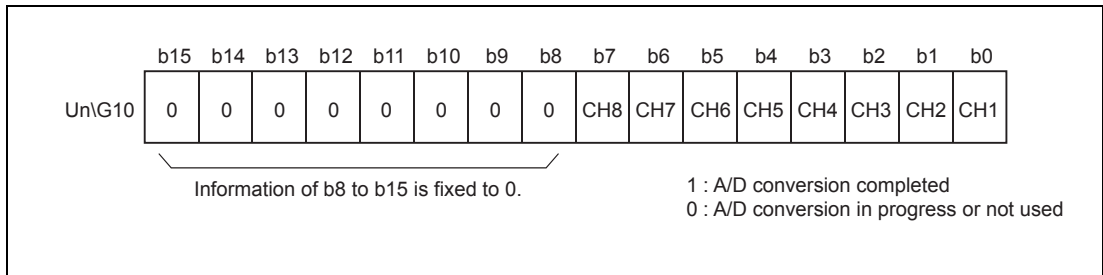 b15 b14 b13 b12 b11 b10 b9 b8 b7 b6 b5 b4 b3 b2 b1 b0
Un\G10 0 0 0 0 0 0 0 0 CH8 CH7 CH6 CH5 CH4 CH3 CH2 CH1
Information of b8 to b15 is fixed to 0.
1 : A/D conversion completed
0 : A/D conversion in progress or not used